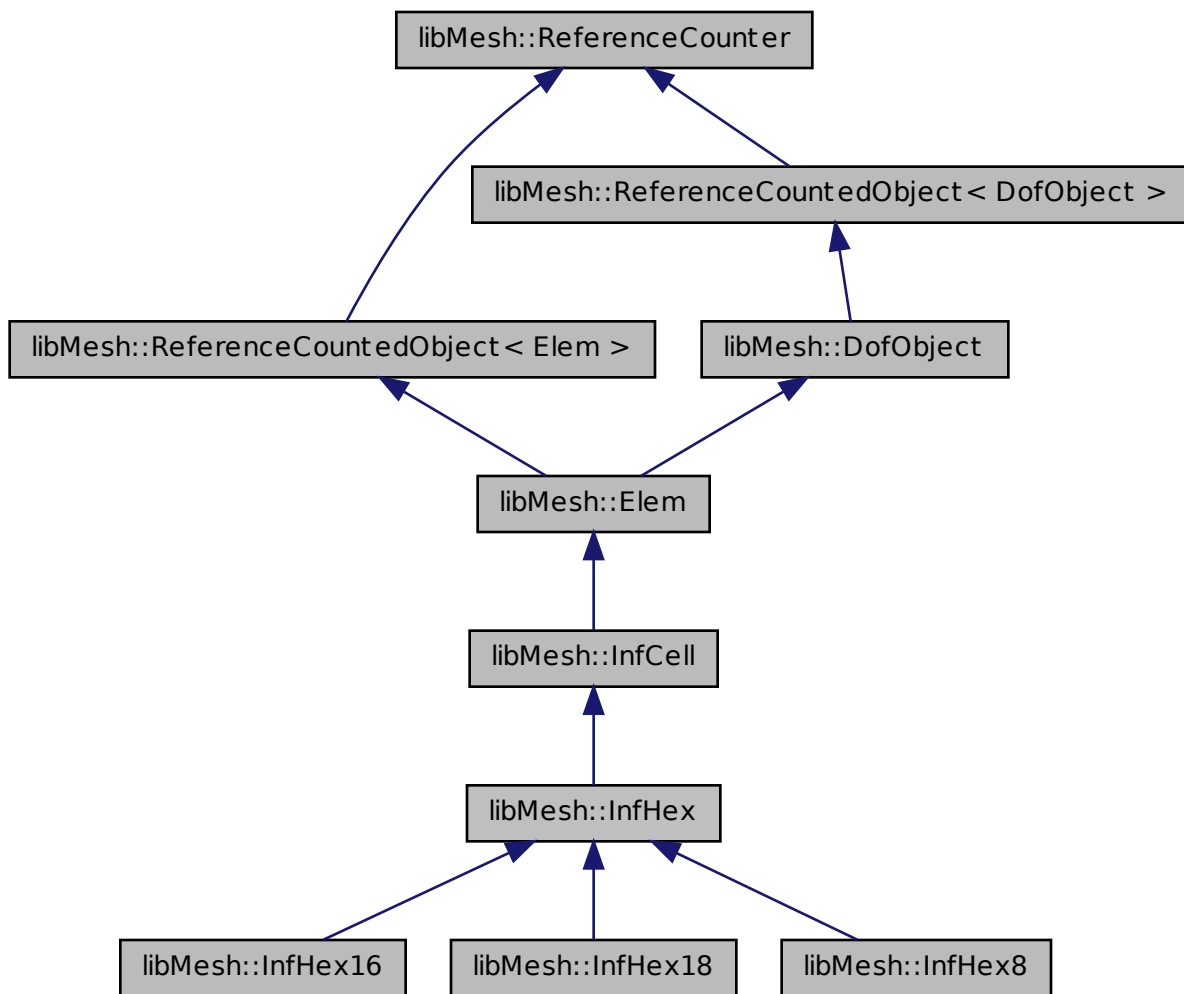 libMesh::ReferenceCounter
libMesh::ReferenceCountedObject< DofObject >
libMesh::ReferenceCountedObject< Elem >
libMesh::DofObject
libMesh::Elem
libMesh::InfCell
libMesh::InfHex
libMesh::InfHex16
libMesh::InfHex18
libMesh::InfHex8